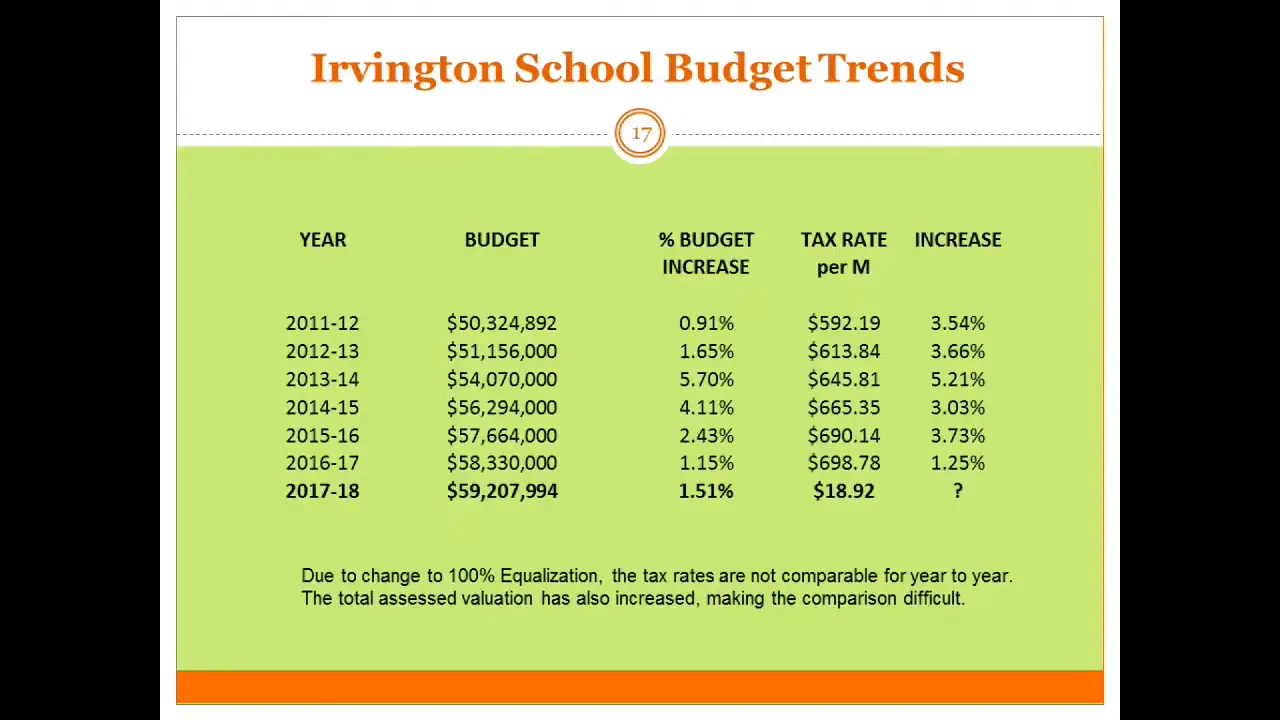 Irvington School Budget Trends
17
YEAR BUDGET % BUDGET TAX RATE INCREASE
INCREASE per M
2011-12 $50,324,892 0.91% $592.19 3.54%
2012-13 $51,156,000 1.65% $613.84 3.66%
2013-14 $54,070,000 5.70% $645.81 5.21%
2014-15 $56,294,000 4.11% $665.35 3.03%
2015-16 $57,664,000 2.43% $690.14 3.73%
2016-17 $58,330,000 1.15% $698.78 1.25%
2017-18 $59,207,994 1.51% $18.92 ?
Due to change to 100% Equalization, the tax rates are not comparable for year to year.
The total assessed valuation has also increased, making the comparison difficult.